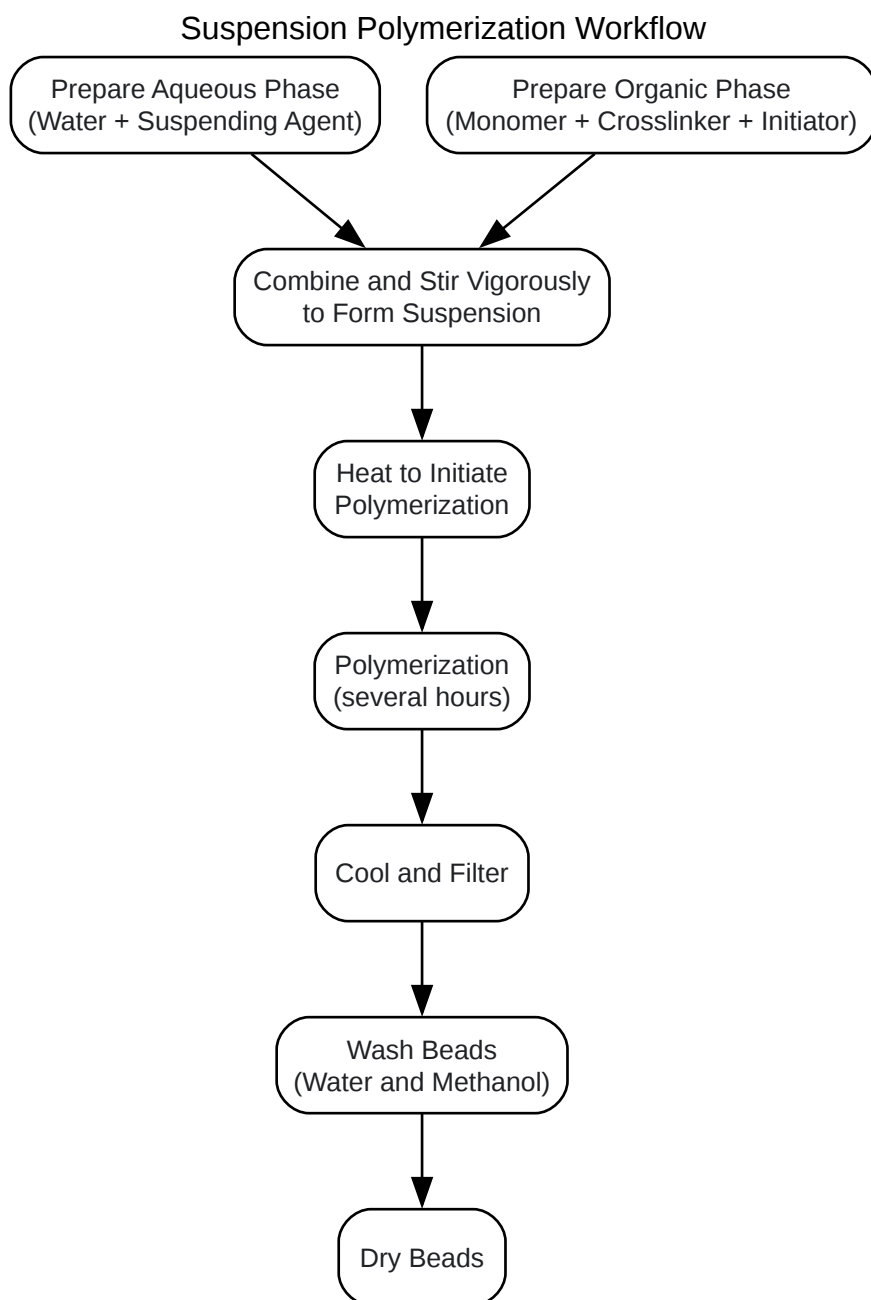 Suspension Polymerization Workflow
Prepare Aqueous Phase
(Water + Suspending Agent)
Prepare Organic Phase
(Monomer + Crosslinker + Initiator)
Combine and Stir Vigorously
to Form Suspension
Heat to Initiate
Polymerization
Polymerization
(several hours)
Cool and Filter
Wash Beads
(Water and Methanol)
Dry Beads